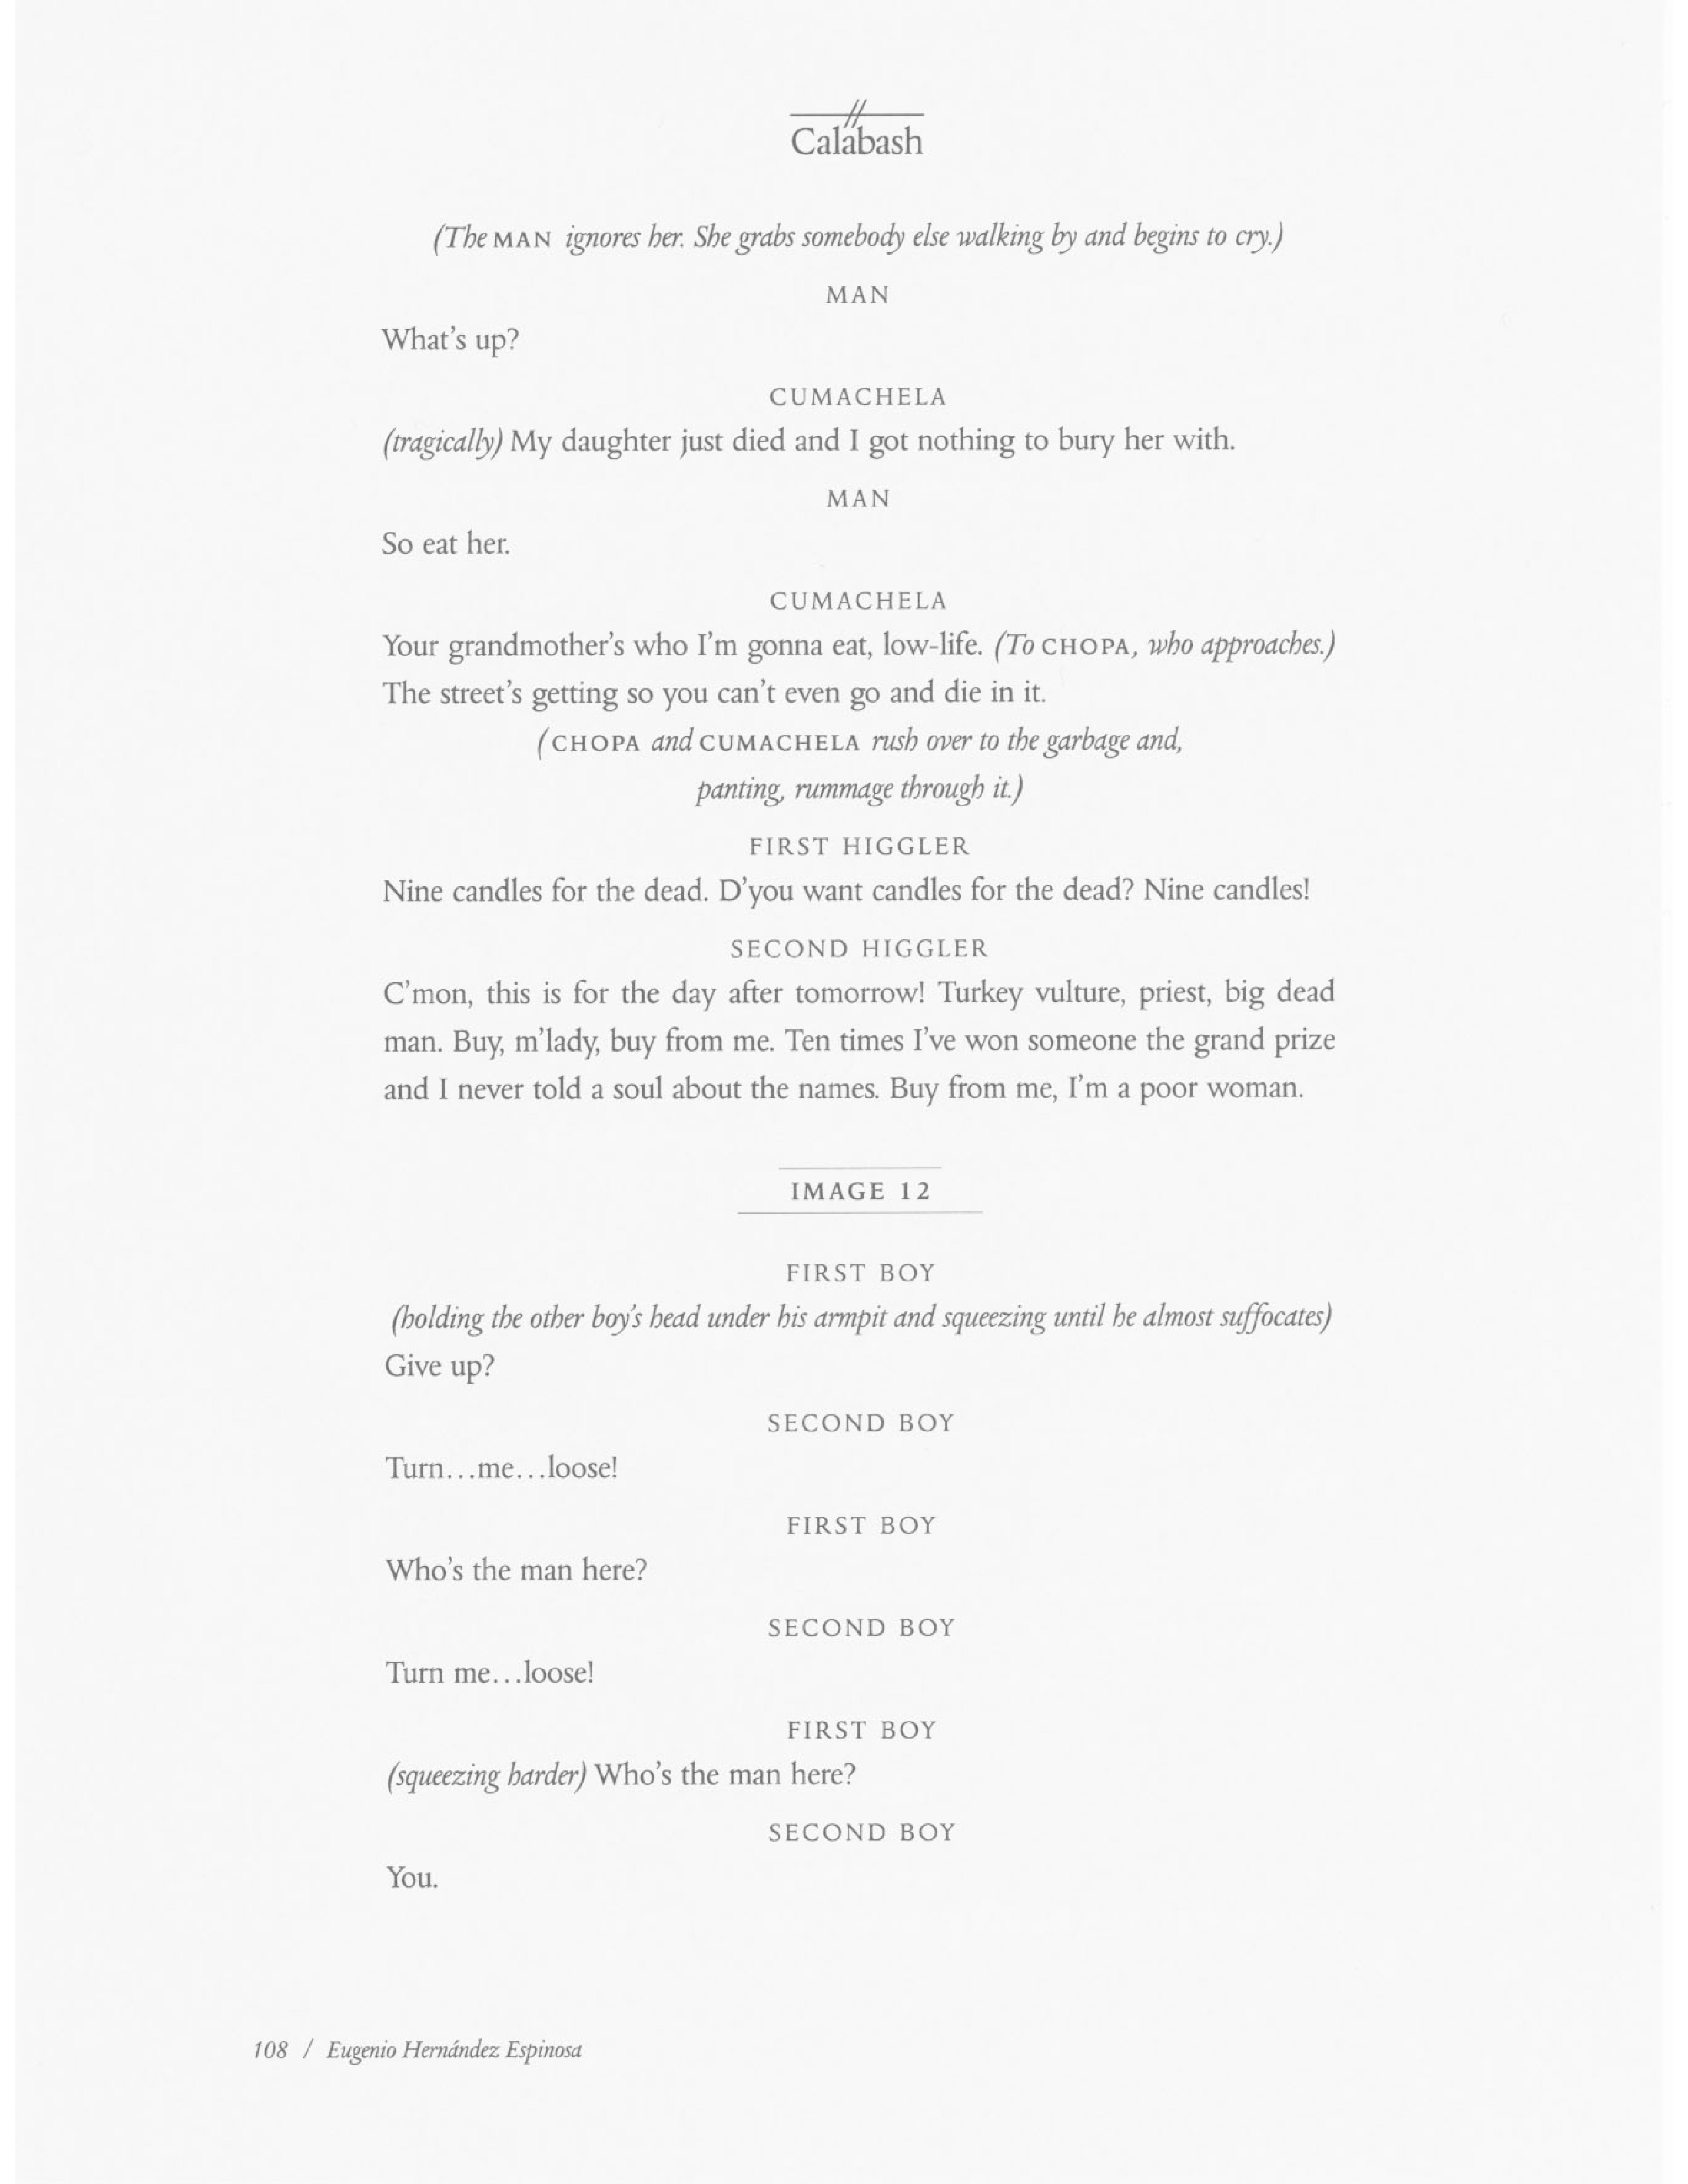 Calabash
(The MAN ignores her. She grabs somebody else walking by and begins to cry.)
MAN
What's up?
CUMACHELA
(tragically) My daughter just died and I got nothing to bury her with.
MAN
So eat her.
CUMACHELA
Your grandmother's who I'm gonna eat, low-life. (To CHOPA, who approaches.)
The street's getting so you can't even go and die in it.
(CHOPA and CUMACHELA rush over to the garbage and,
panting, rummage through it.)
FIRST HIGGLER
Nine candles for the dead. D'you want candles for the dead? Nine candles!
SECOND HIGGLER
C'mon, this is for the day after tomorrow! Turkey vulture, priest, big dead
man. Buy, m'lady, buy from me. Ten times I've won someone the grand prize
and I never told a soul about the names. Buy from me, I'm a poor woman.
IMAGE 12
FIRST BOY
(holding the other boy's head under his armpit and squeezing until he almost suffocates)
Give up?
SECOND BOY
Turn...me...loose!
FIRST BOY
Who's the man here?
SECOND BOY
Turn me...loose!
FIRST BOY
(squeezing harder) Who's the man here?
SECOND BOY
You.
108 / Eugenio Hernández Espinosa